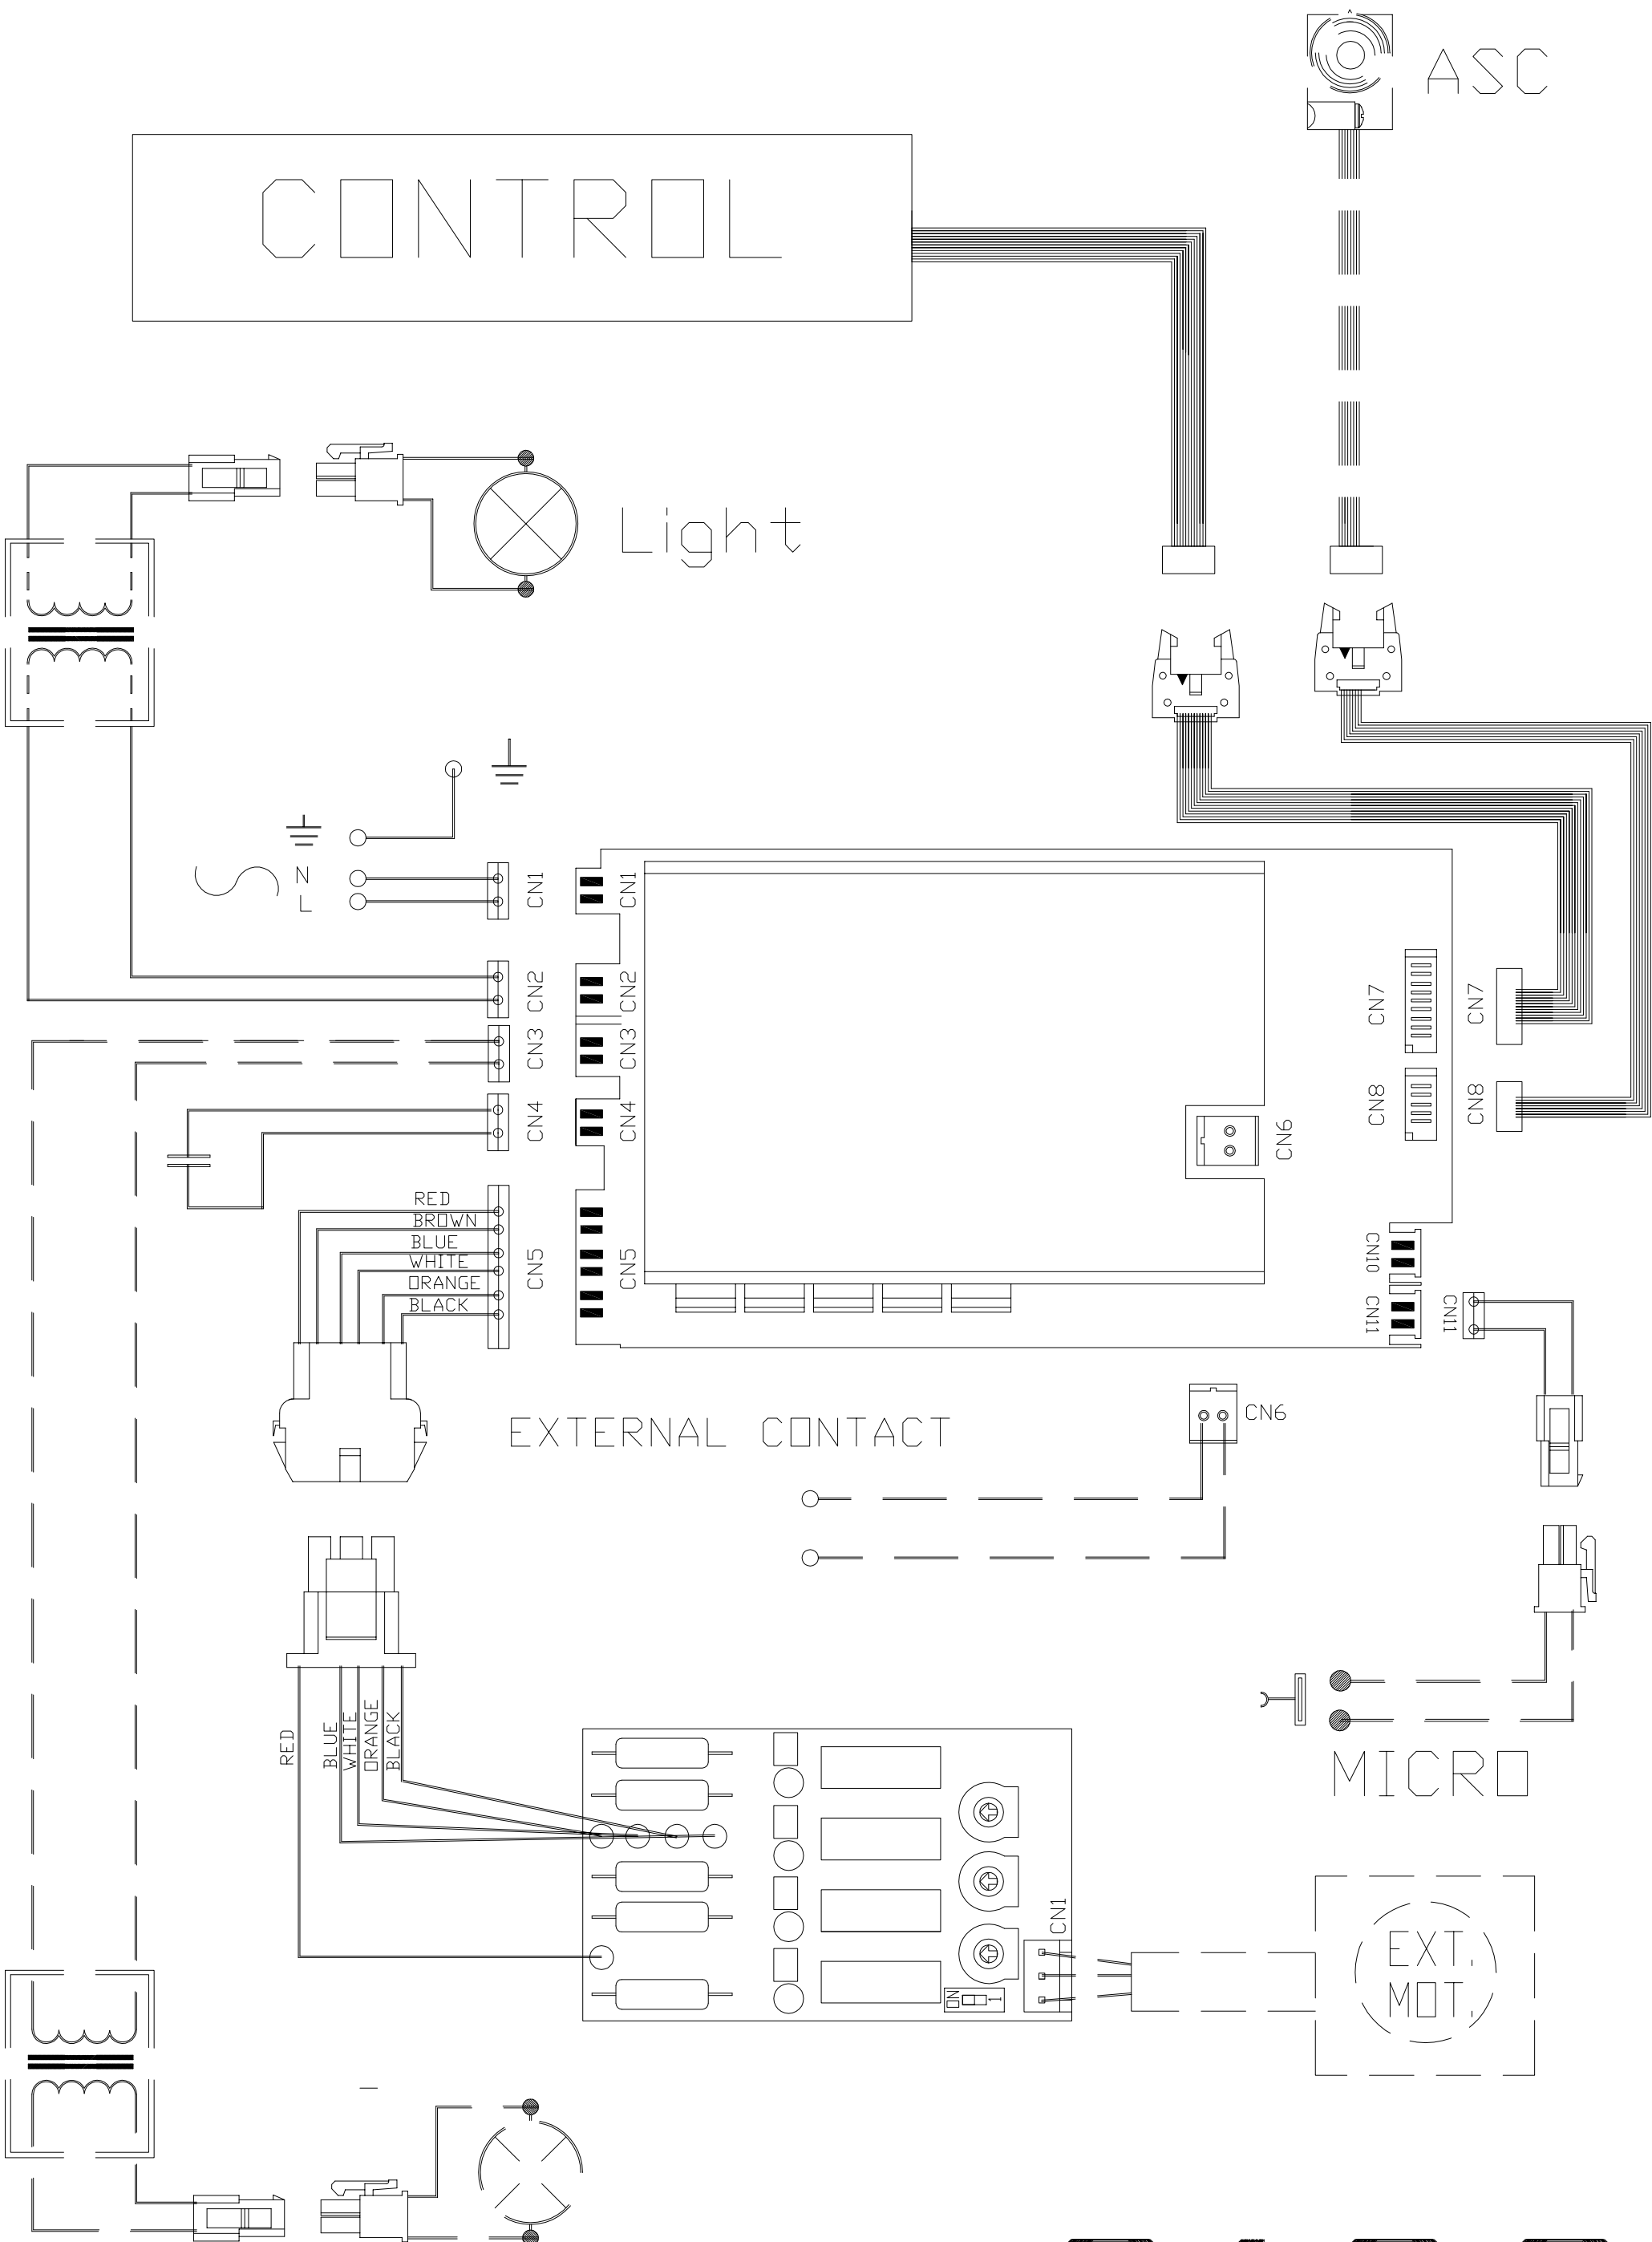 ASC
CONTROL
Light
N
L
CN1
CN1
CN2
CN2
CN3
CN3
CN4
CN4
CN5
CN5
RED
BROWN
BLUE
WHITE
ORANGE
BLACK
CN7
CN7
CN8
CN8
CN6
CN10
CN11
CN11
EXTERNAL CONTACT
CN6
RED
BLUE
WHITE
ORANGE
BLACK
MICRO
CN1
ON
1
EXT.
MOT.